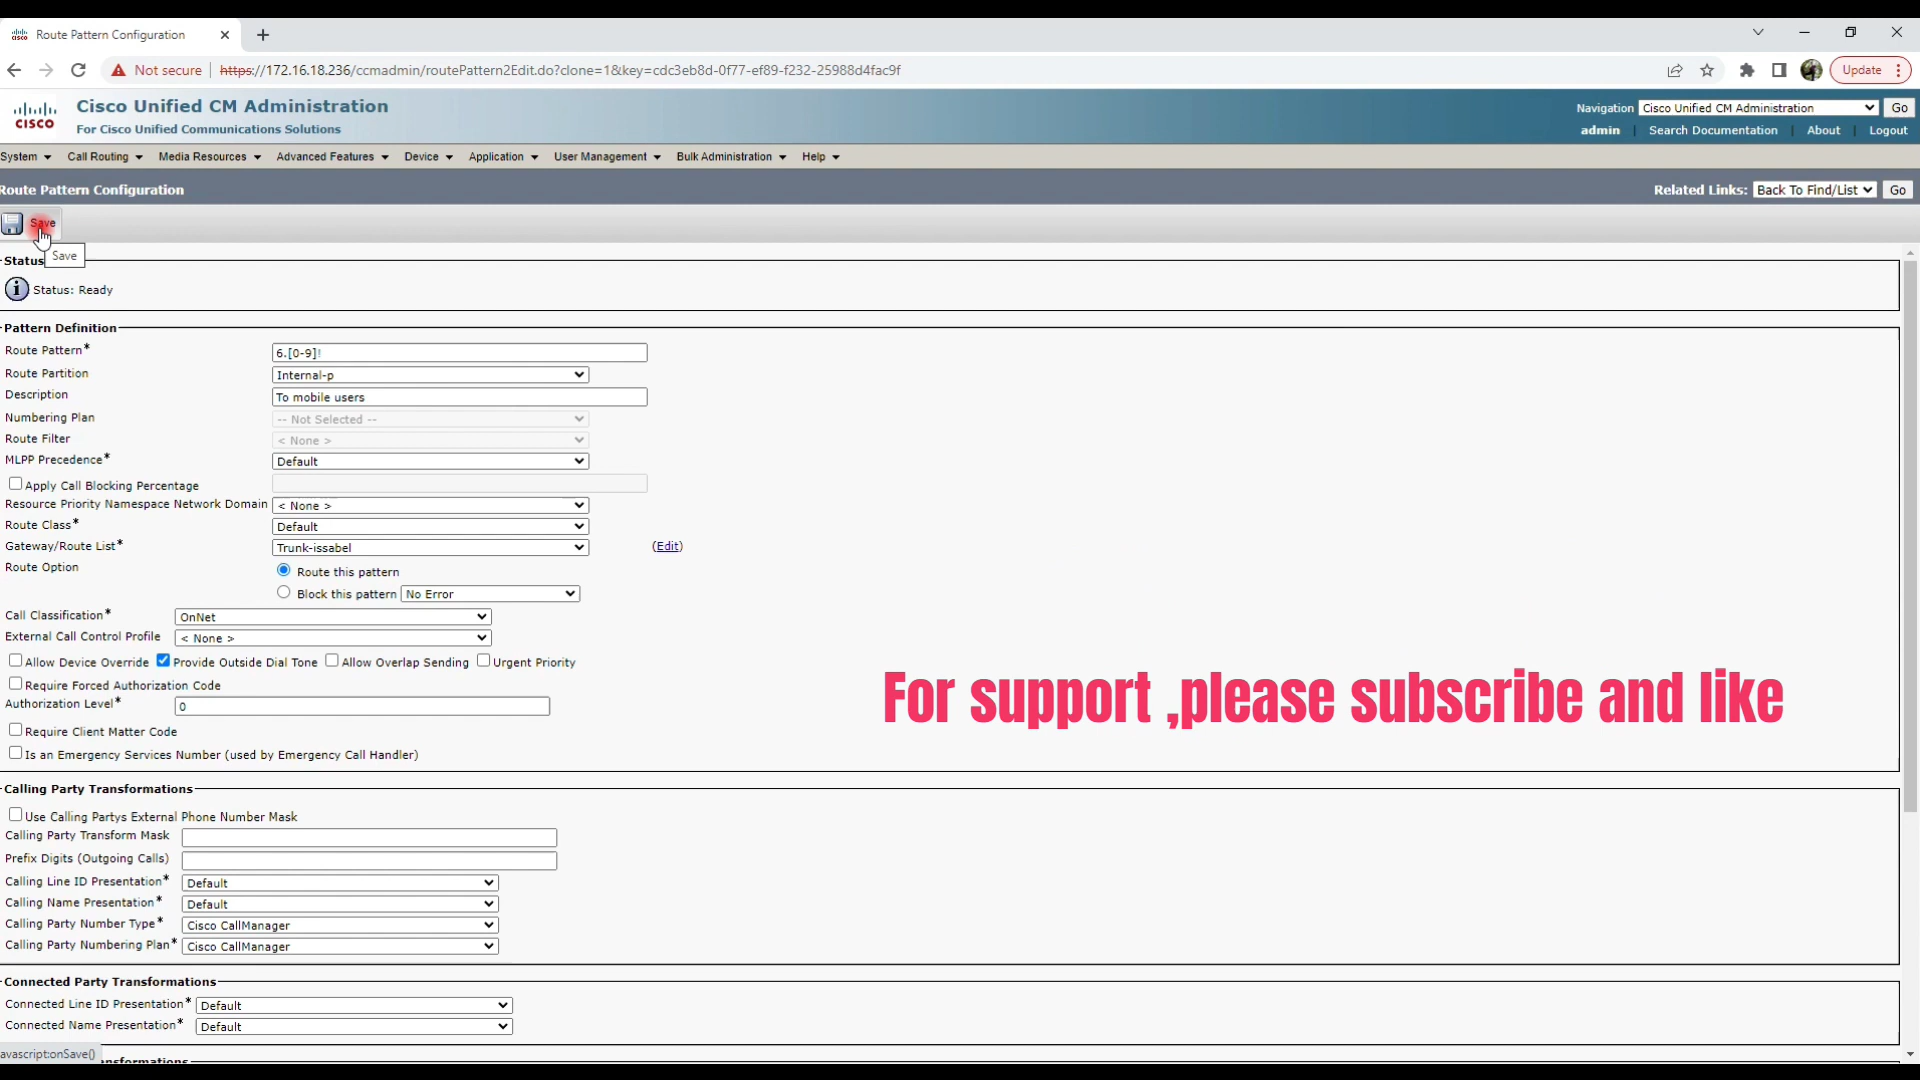 Route Pattern Configuration
Not secure https://172.16.18.236/ccmadmin/routePattern2Edit.do?clone=1&key=cdc3eb8d-0f77-ef89-f232-25988d4fac9f Update
CISCO
Cisco Unified CM Administration
For Cisco Unified Communications Solutions
Navigation Cisco Unified CM Administration Go
admin | Search Documentation | About | Logout
System Call Routing Media Resources Advanced Features Device Application User Management Bulk Administration Help
Route Pattern Configuration
Related Links: Back To Find/List Go
Save
Save
Status
Status: Ready
Pattern Definition
Route Pattern* 6.[0-9]!
Route Partition Internal-p
Description To mobile users
Numbering Plan -- Not Selected --
Route Filter < None >
MLPP Precedence* Default
Apply Call Blocking Percentage
Resource Priority Namespace Network Domain < None >
Route Class* Default
Gateway/Route List* Trunk-issabel (Edit)
Route Option Route this pattern
Block this pattern No Error
Call Classification* OnNet
External Call Control Profile < None >
Allow Device Override Provide Outside Dial Tone Allow Overlap Sending Urgent Priority
Require Forced Authorization Code
Authorization Level* 0
Require Client Matter Code
Is an Emergency Services Number (used by Emergency Call Handler)
For support ,please subscribe and like
Calling Party Transformations
Use Calling Partys External Phone Number Mask
Calling Party Transform Mask
Prefix Digits (Outgoing Calls)
Calling Line ID Presentation* Default
Calling Name Presentation* Default
Calling Party Number Type* Cisco CallManager
Calling Party Numbering Plan* Cisco CallManager
Connected Party Transformations
Connected Line ID Presentation* Default
Connected Name Presentation* Default
avascript:onSave()